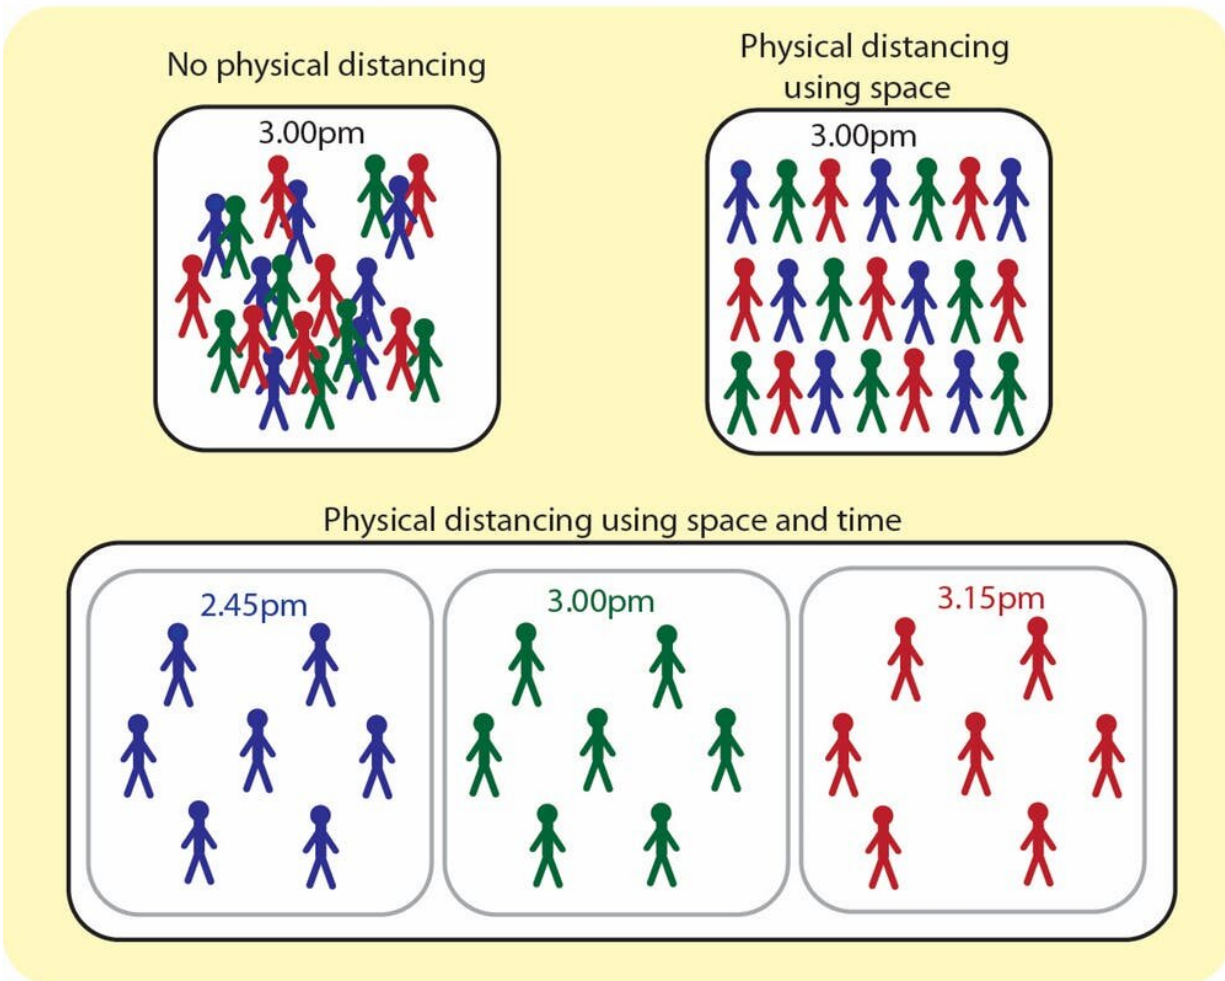 No physical distancing
3.00pm
Physical distancing
using space
3.00pm
Physical distancing using space and time
2.45pm
3.00pm
3.15pm